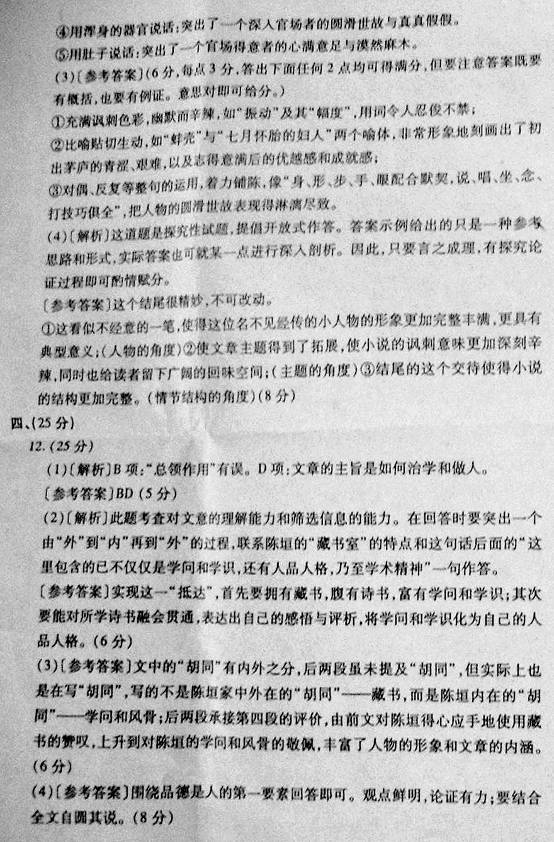 ④用浑身的器官说话:突出了一个深入官场者的圆滑世故与真真假假。
⑤用肚子说话:突出了一个官场得意者的心满意足与漠然麻木。
(3)〔参考答案〕(6分,每点3分,答出下面任何2点均可得满分,但要注意答案既要
有概括,也要有例证。意思对即可给分。)
①充满讽刺色彩,幽默而辛辣,如“振动”及其“幅度”,用词令人忍俊不禁;
②比喻贴切生动,如“蚌壳”与“七月怀胎的妇人”两个喻体,非常形象地刻画出了初
出茅庐的青涩、艰难,以及志得意满后的优越感和成就感;
③对偶、反复等整句的运用,着力铺陈,像“身、形、步、手、眼配合默契,说、唱、坐、念、
打技巧俱全”,把人物的圆滑世故表现得淋漓尽致。
(4)〔解析〕这道题是探究性试题,提倡开放式作答。答案示例给出的只是一种参考
思路和形式,实际答案也可就某一点进行深入剖析。因此,只要言之成理,有探究论
证过程即可酌情赋分。
〔参考答案〕这个结尾很精妙,不可改动。
①这看似不经意的一笔,使得这位名不见经传的小人物的形象更加完整丰满,更具有
典型意义;(人物的角度)②使文章主题得到了拓展,使小说的讽刺意味更加深刻辛
辣,同时也给读者留下广阔的回味空间;(主题的角度)③结尾的这个交待使得小说
的结构更加完整。(情节结构的角度)(8分)
四、(25分)
12.(25分)
(1)〔解析〕B项:“总领作用”有误。D项:文章的主旨是如何治学和做人。
〔参考答案〕BD(5分)
(2)〔解析〕此题考查对文意的理解能力和筛选信息的能力。在回答时要突出一个
由“外”到“内”再到“外”的过程,联系陈垣的“藏书室”的特点和这句话后面的“这
里包含的已不仅仅是学问和学识,还有人品人格,乃至学术精神”一句作答。
〔参考答案〕实现这一“抵达”,首先要拥有藏书,腹有诗书,富有学问和学识;其次
要能对所学诗书融会贯通,表达出自己的感悟与评析,将学问和学识化为自己的人
品人格。(6分)
(3)〔参考答案〕文中的“胡同”有内外之分,后两段虽未提及“胡同”,但实际上也
是在写“胡同”,写的不是陈垣家中外在的“胡同”——藏书,而是陈垣内在的“胡
同”——学问和风骨;后两段承接第四段的评价,由前文对陈垣得心应手地使用藏
书的赞叹,上升到对陈垣的学问和风骨的敬佩,丰富了人物的形象和文章的内涵。
(6分)
(4)〔参考答案〕围绕品德是人的第一要素回答即可。观点鲜明,论证有力;要结合
全文自圆其说。(8分)